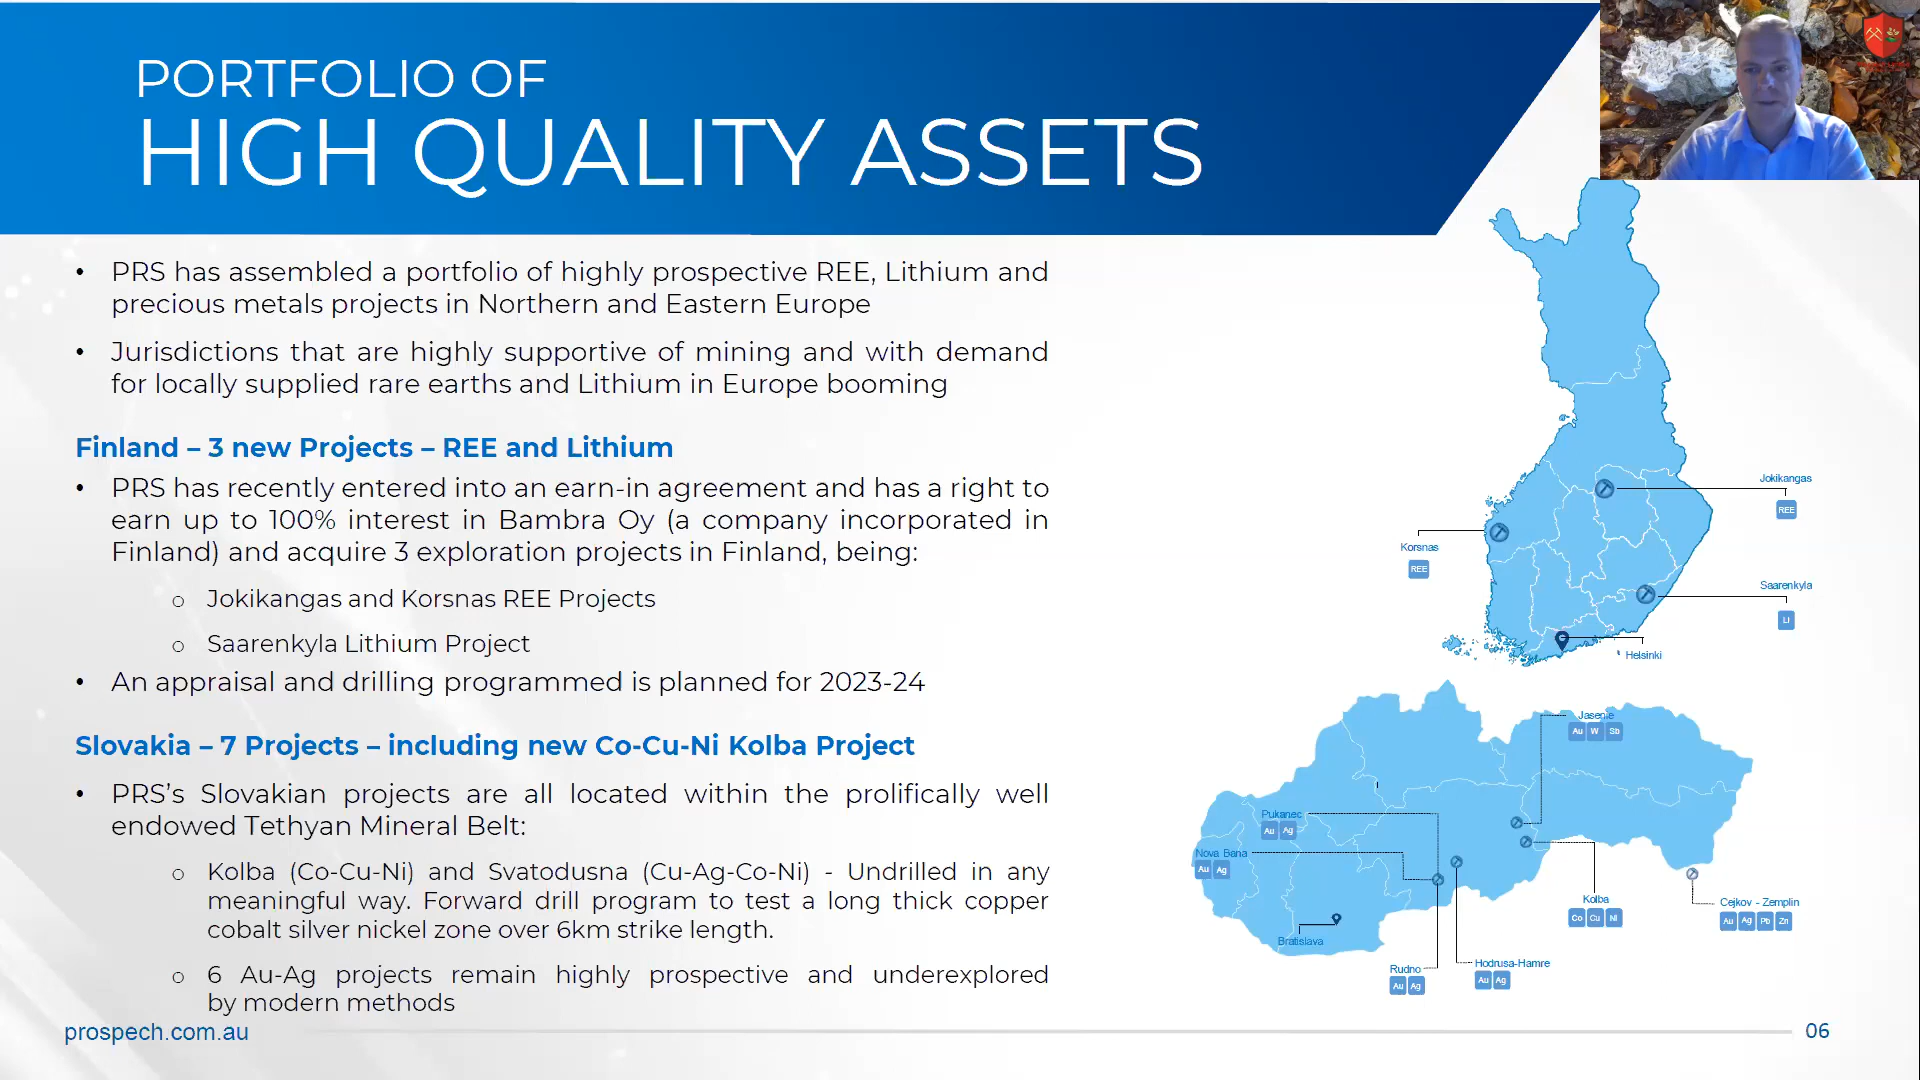 PORTFOLIO OF
HIGH QUALITY ASSETS
• PRS has assembled a portfolio of highly prospective REE, Lithium and
precious metals projects in Northern and Eastern Europe
• Jurisdictions that are highly supportive of mining and with demand
for locally supplied rare earths and Lithium in Europe booming
Finland – 3 new Projects – REE and Lithium
• PRS has recently entered into an earn-in agreement and has a right to
earn up to 100% interest in Bambra Oy (a company incorporated in
Finland) and acquire 3 exploration projects in Finland, being:
o Jokikangas and Korsnas REE Projects
o Saarenkyla Lithium Project
• An appraisal and drilling programmed is planned for 2023-24
Slovakia – 7 Projects – including new Co-Cu-Ni Kolba Project
• PRS's Slovakian projects are all located within the prolifically well
endowed Tethyan Mineral Belt:
o Kolba (Co-Cu-Ni) and Svatodusna (Cu-Ag-Co-Ni) - Undrilled in any
meaningful way. Forward drill program to test a long thick copper
cobalt silver nickel zone over 6km strike length.
o 6 Au-Ag projects remain highly prospective and underexplored
by modern methods
Jokikangas
REE
Korsnas
REE
Saarenkyla
Li
Helsinki
Jasenie
Au W Sb
Pukanec
Au Ag
Nova Bana
Au Ag
Bratislava
Kolba
Co Cu Ni
Cejkov - Zemplin
Au Ag Pb Zn
Rudno
Au Ag
Hodrusa-Hamre
Au Ag
prospech.com.au
06